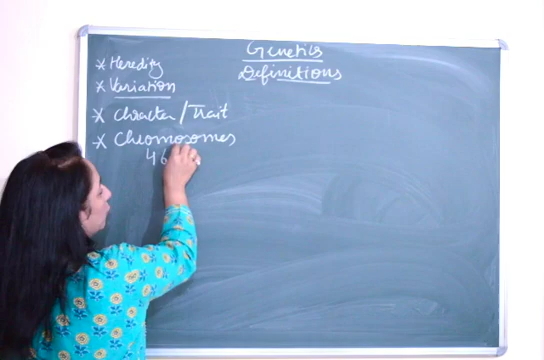 Genetics
Definitions
* Heredity
* Variation
* Character/Trait
* Chromosomes
46